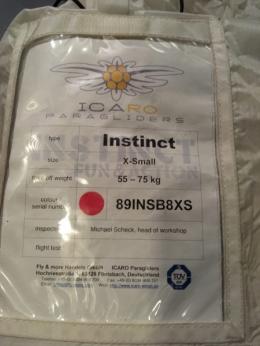 ICARO
PARAGLIDERS
type Instinct
size X-Small
take off weight 55 – 75 kg
colour
serial number 89INSB8XS
inspector Michael Scheck, head of workshop
flight test
Fly & more Handels GmbH ICARO Paragliders
TÜV